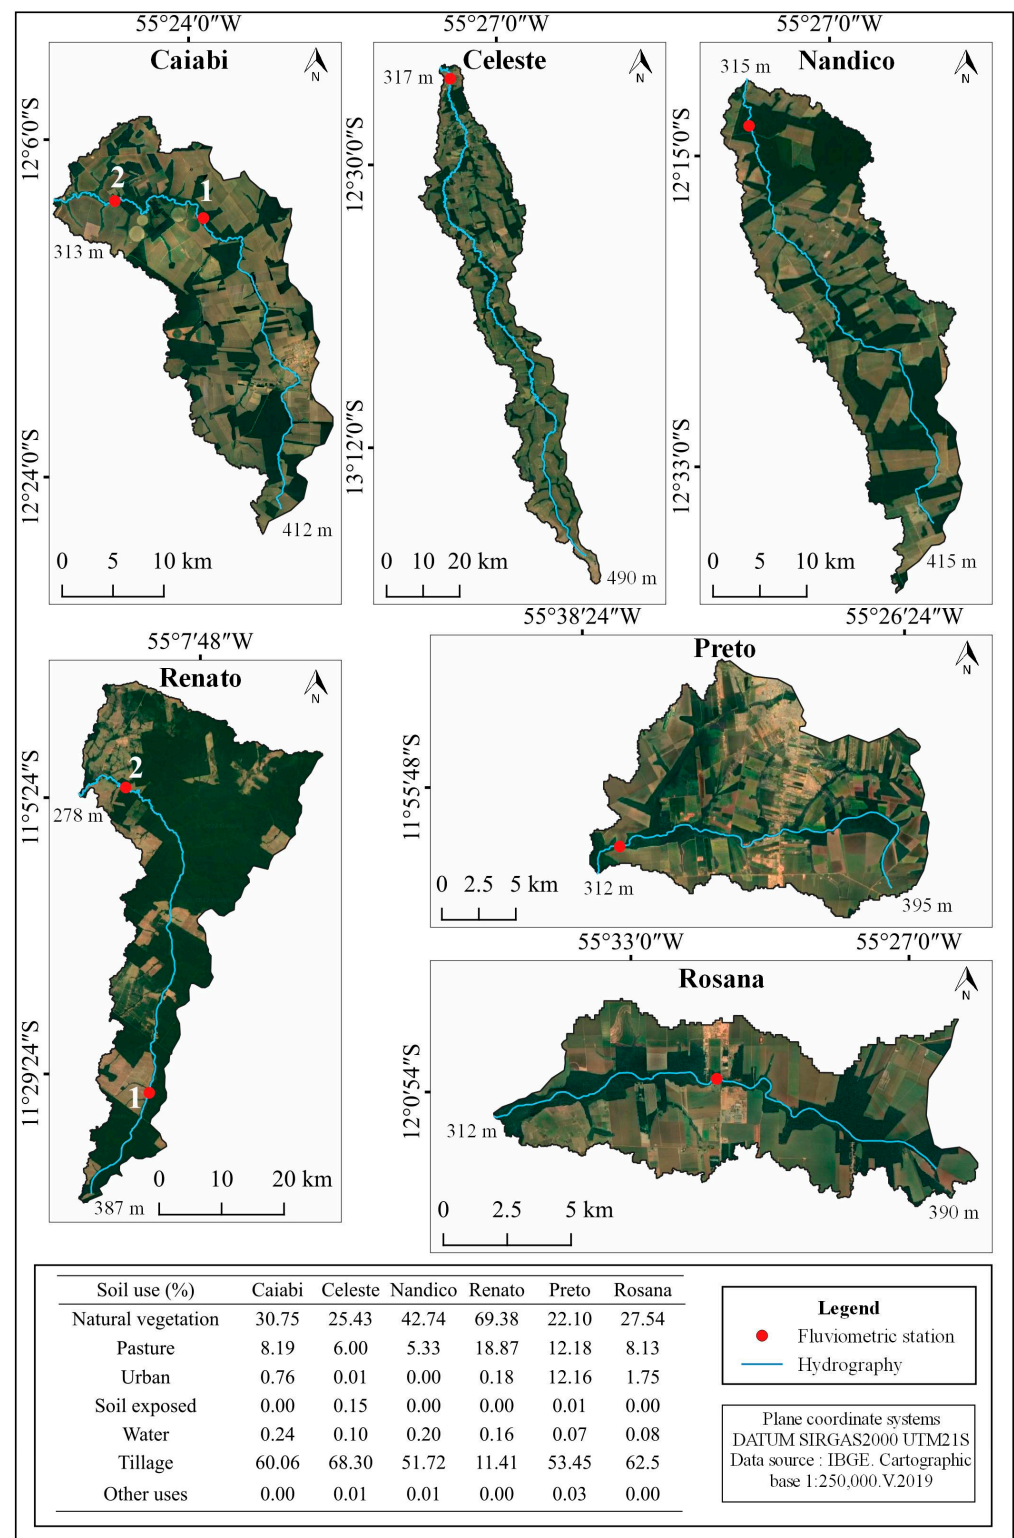 55°24'0"W
55°27'0"W
55°27'0"W
Caiabi
N
12°6'0"S
2
1
313 m
12°24'0"S
412 m
0 5 10 km
Celeste
N
317 m
12°30'0"S
13°12'0"S
0 10 20 km
490 m
Nandico
N
315 m
12°15'0"S
12°33'0"S
0 5 10 km
415 m
55°7'48"W
Renato
N
11°5'24"S
2
278 m
11°29'24"S
1
0 10 20 km
387 m
55°38'24"W
55°26'24"W
Preto
N
11°55'48"S
312 m
0 2.5 5 km
395 m
55°33'0"W
55°27'0"W
Rosana
N
12°0'54"S
312 m
0 2.5 5 km
390 m
Soil use (%) Caiabi Celeste Nandico Renato Preto Rosana
Natural vegetation 30.75 25.43 42.74 69.38 22.10 27.54
Pasture 8.19 6.00 5.33 18.87 12.18 8.13
Urban 0.76 0.01 0.00 0.18 12.16 1.75
Soil exposed 0.00 0.15 0.00 0.00 0.01 0.00
Water 0.24 0.10 0.20 0.16 0.07 0.08
Tillage 60.06 68.30 51.72 11.41 53.45 62.5
Other uses 0.00 0.01 0.01 0.00 0.03 0.00
Legend
Fluviometric station
Hydrography
Plane coordinate systems
DATUM SIRGAS2000 UTM21S
Data source : IBGE. Cartographic
base 1:250,000.V.2019